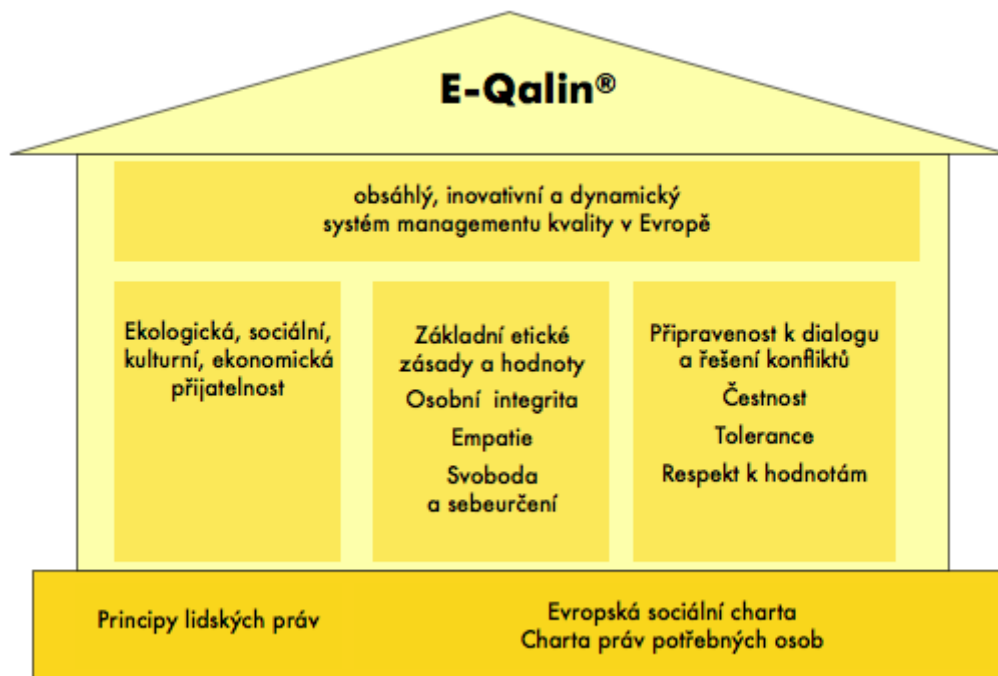 E-Qalin®
obsáhlý, inovativní a dynamický
systém managementu kvality v Evropě
Ekologická, sociální,
kulturní, ekonomická
přijatelnost
Základní etické
zásady a hodnoty
Osobní integrita
Empatie
Svoboda
a sebeurčení
Připravenost k dialogu
a řešení konfliktů
Čestnost
Tolerance
Respekt k hodnotám
Principy lidských práv
Evropská sociální charta
Charta práv potřebných osob